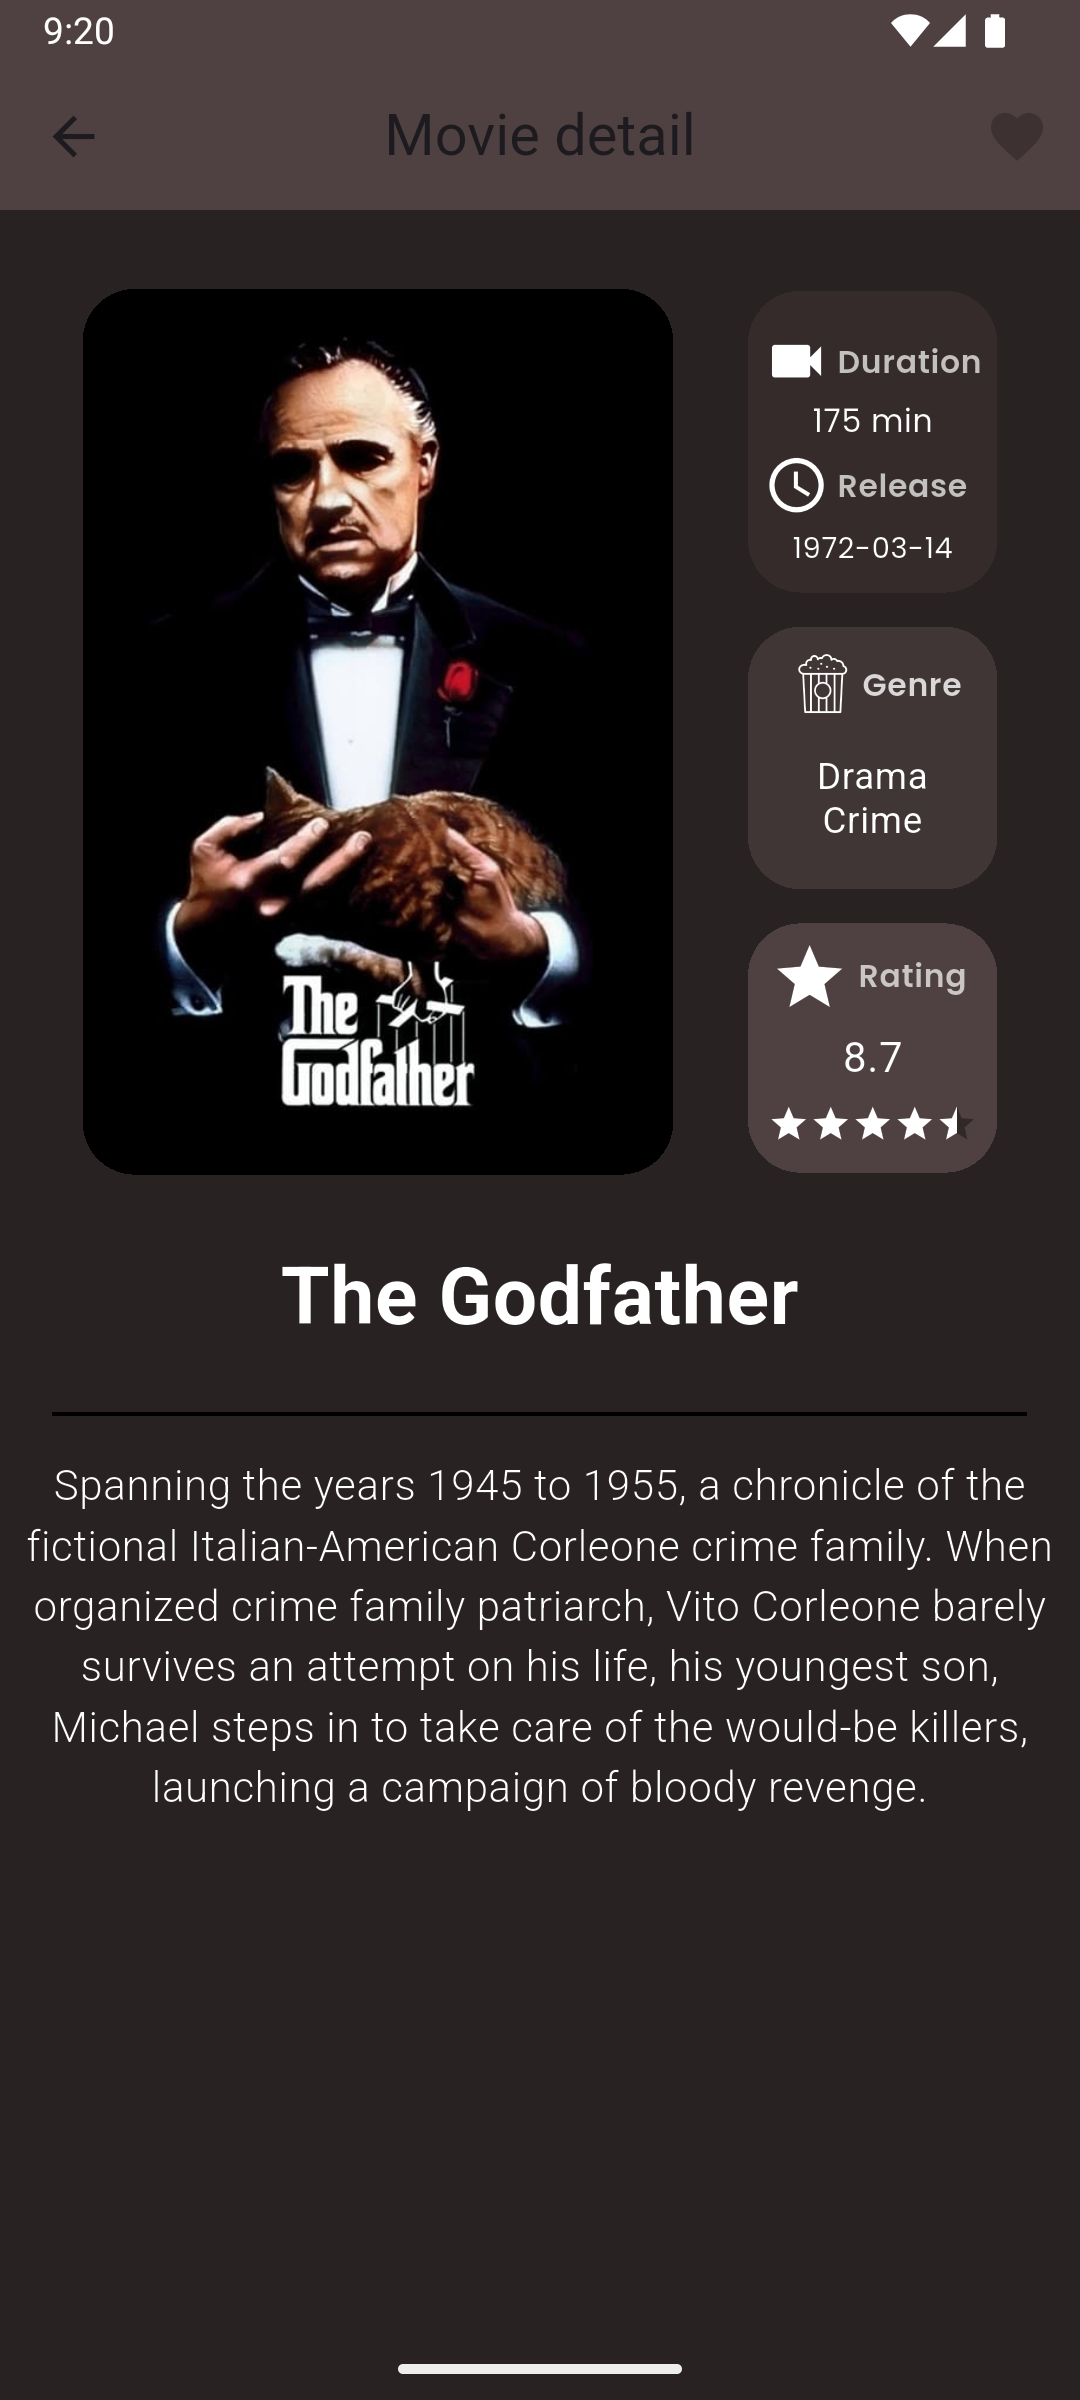 9:20
Movie detail
The
Godfather
Duration
175 min
Release
1972-03-14
Genre
Drama
Crime
Rating
8.7
The Godfather
Spanning the years 1945 to 1955, a chronicle of the
fictional Italian-American Corleone crime family. When
organized crime family patriarch, Vito Corleone barely
survives an attempt on his life, his youngest son,
Michael steps in to take care of the would-be killers,
launching a campaign of bloody revenge.